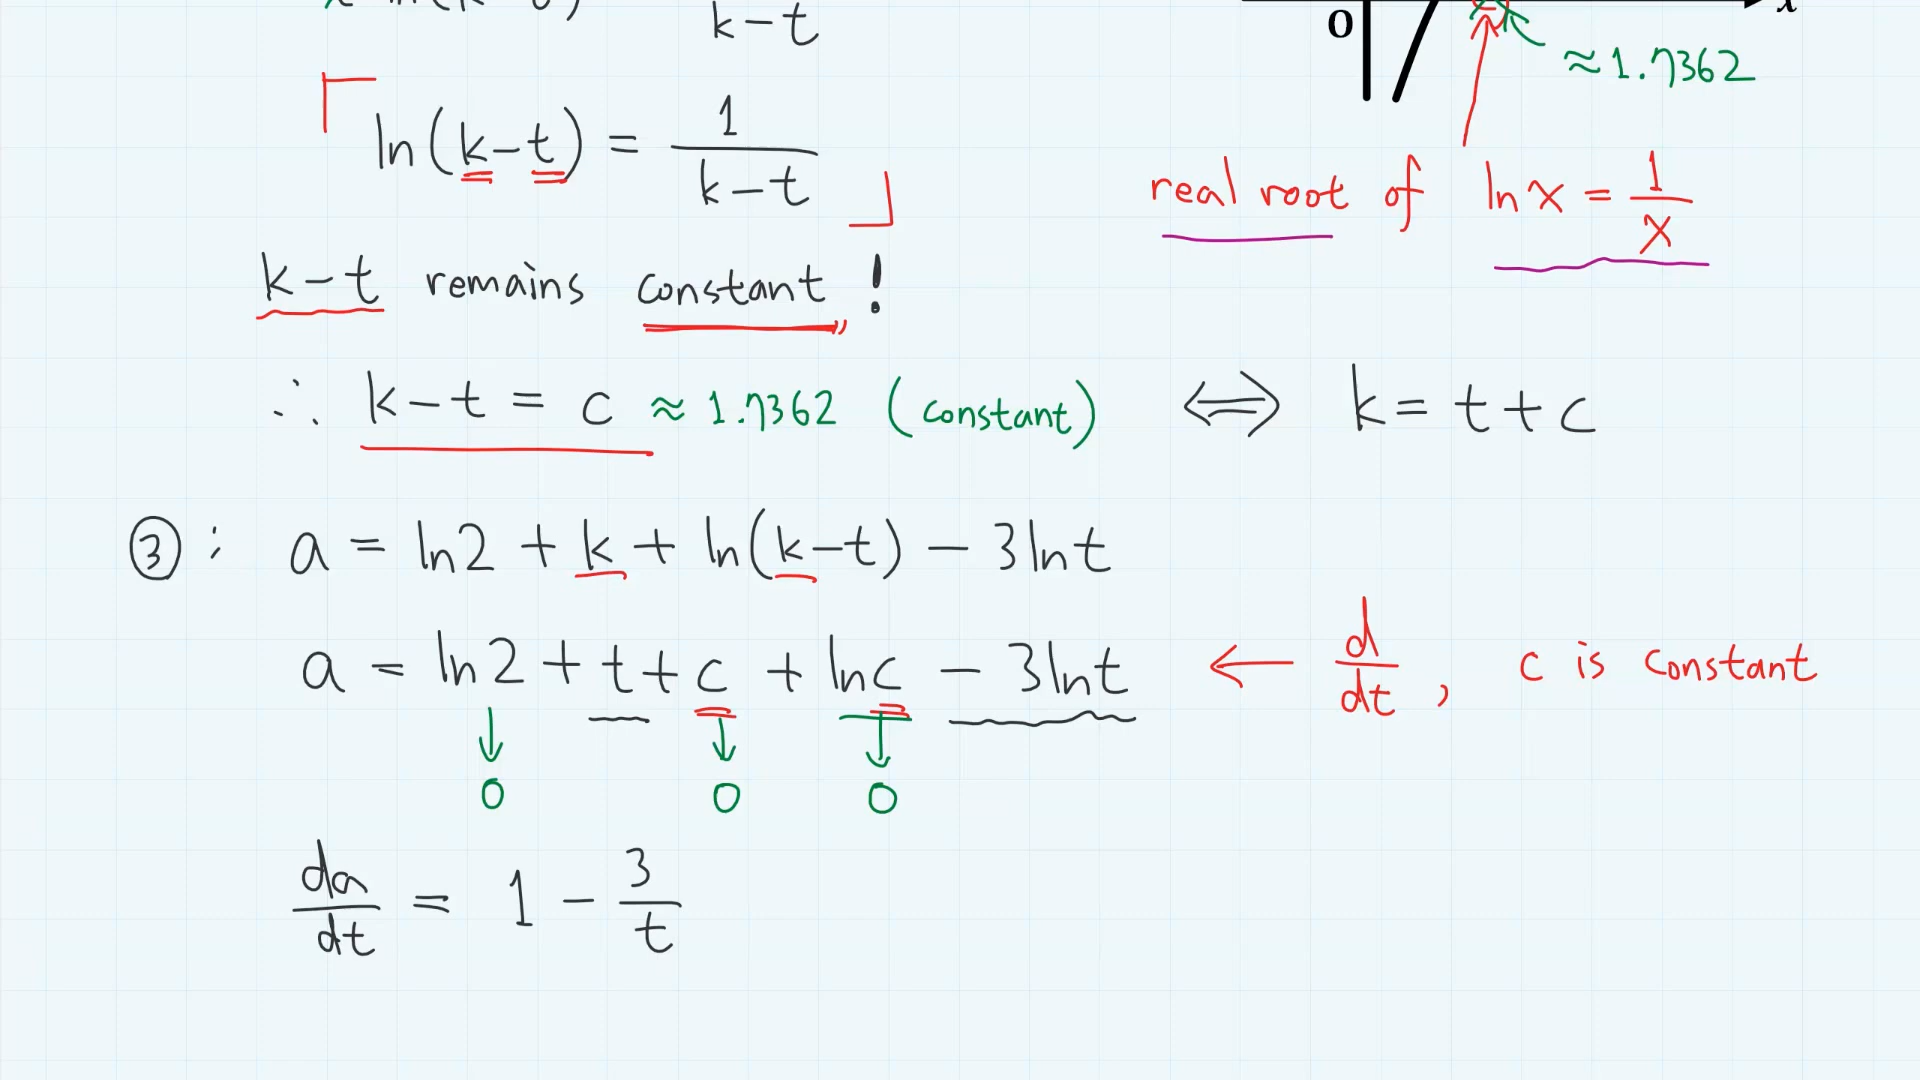 k-t
O x
≈1.7362
ln(k-t) = 1/(k-t)
real root of ln x = 1/x
k-t remains constant !
∴ k-t = c ≈ 1.7362 (constant) ⟺ k = t + c
③ : a = ln2 + k + ln(k-t) - 3lnt
a = ln2 + t + c + lnc - 3lnt ← d/dt , c is constant
↓ ↓ ↓
0 0 0
da/dt = 1 - 3/t